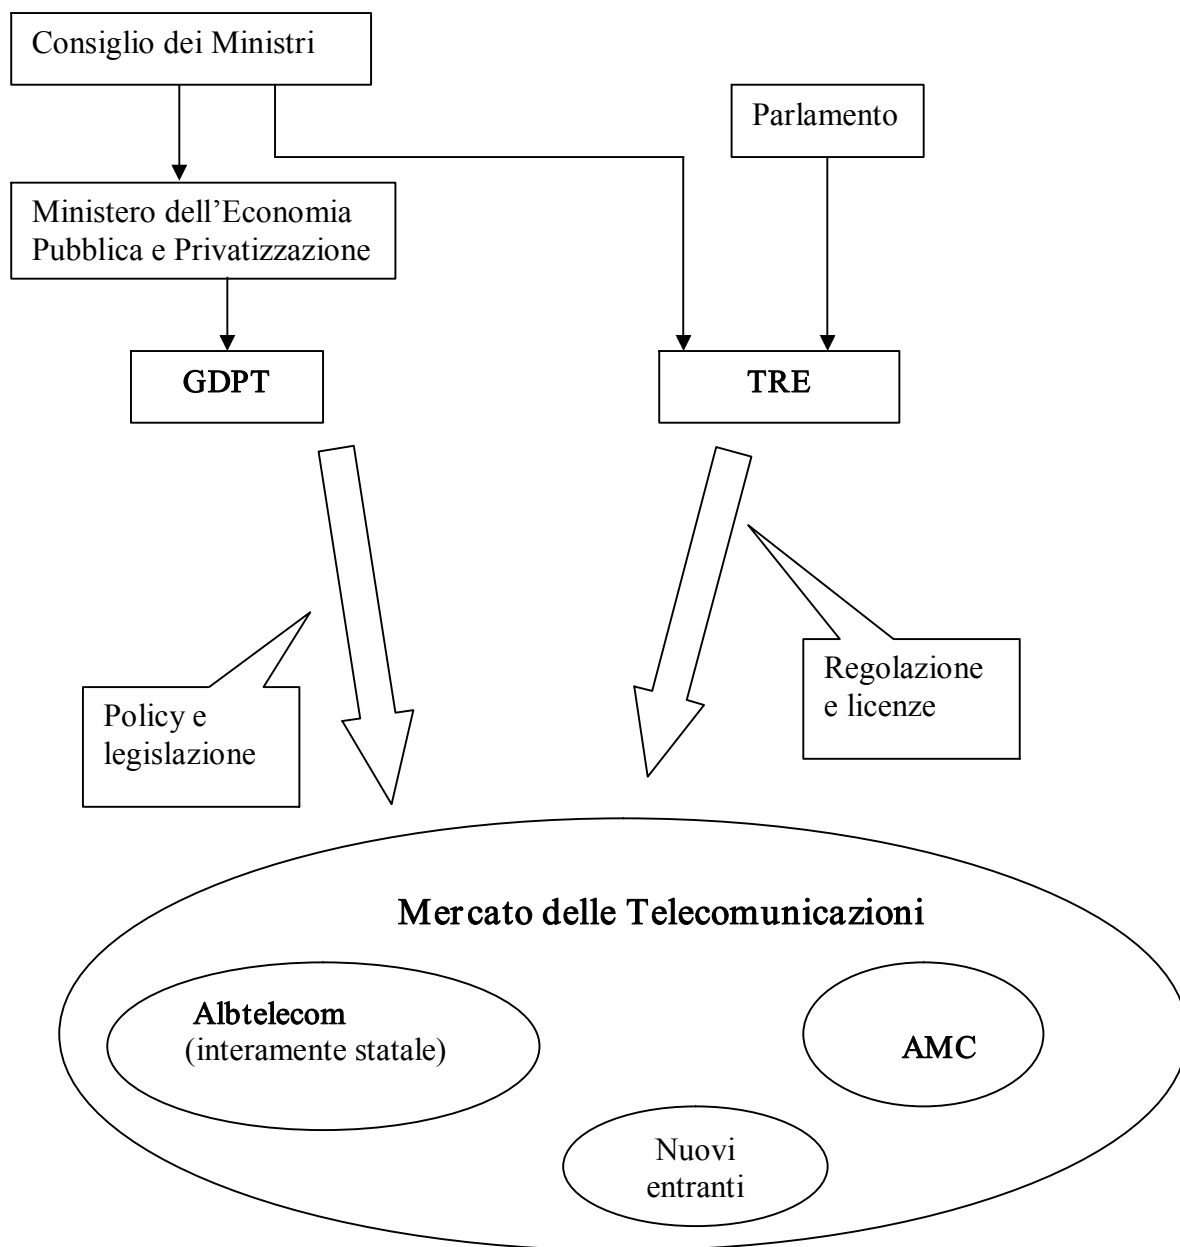 Consiglio dei Ministri
Parlamento
Ministero dell’Economia
Pubblica e Privatizzazione
GDPT
TRE
Regolazione
e licenze
Policy e
legislazione
Mercato delle Telecomunicazioni
Albtelecom
(interamente statale)
AMC
Nuovi
entranti